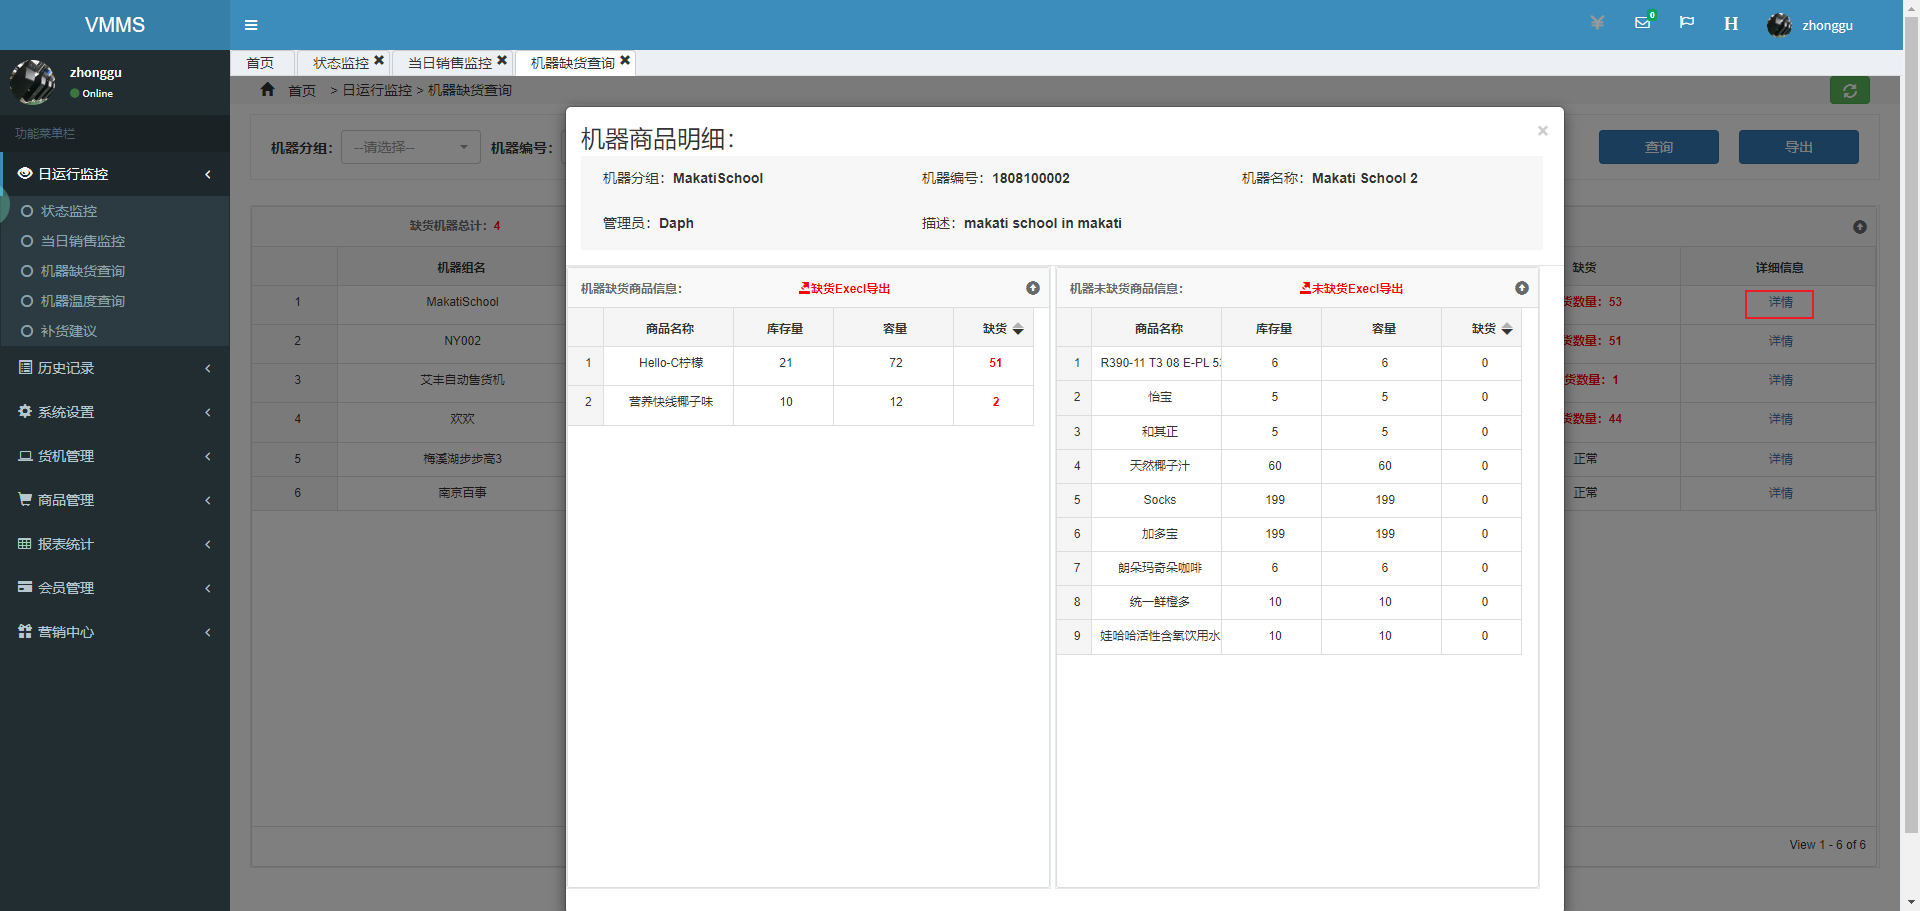 VMMS
0
H
zhonggu
zhonggu
Online
首页
状态监控
当日销售监控
机器缺货查询
首页 > 日运行监控 > 机器缺货查询
功能菜单栏
日运行监控
状态监控
当日销售监控
机器缺货查询
机器温度查询
补货建议
历史记录
系统设置
货机管理
商品管理
报表统计
会员管理
营销中心
机器分组：
--请选择--
机器编号：
查询
导出
缺货机器总计：4
机器组名
缺货
详细信息
1 MakatiSchool 货数量：53 详情
2 NY002 货数量：51 详情
3 艾丰自动售货机 货数量：1 详情
4 欢欢 货数量：44 详情
5 梅溪湖步步高3 正常 详情
6 南京百事 正常 详情
View 1 - 6 of 6
机器商品明细：
×
机器分组：MakatiSchool 机器编号：1808100002 机器名称：Makati School 2
管理员：Daph 描述：makati school in makati
机器缺货商品信息： 缺货Execl导出
商品名称 库存量 容量 缺货
1 Hello-C柠檬 21 72 51
2 营养快线椰子味 10 12 2
机器未缺货商品信息： 未缺货Execl导出
商品名称 库存量 容量 缺货
1 R390-11 T3 08 E-PL 6 6 0
2 怡宝 5 5 0
3 和其正 5 5 0
4 天然椰子汁 60 60 0
5 Socks 199 199 0
6 加多宝 199 199 0
7 朗朵玛奇朵咖啡 6 6 0
8 统一鲜橙多 10 10 0
9 娃哈哈活性含氧饮用水 10 10 0